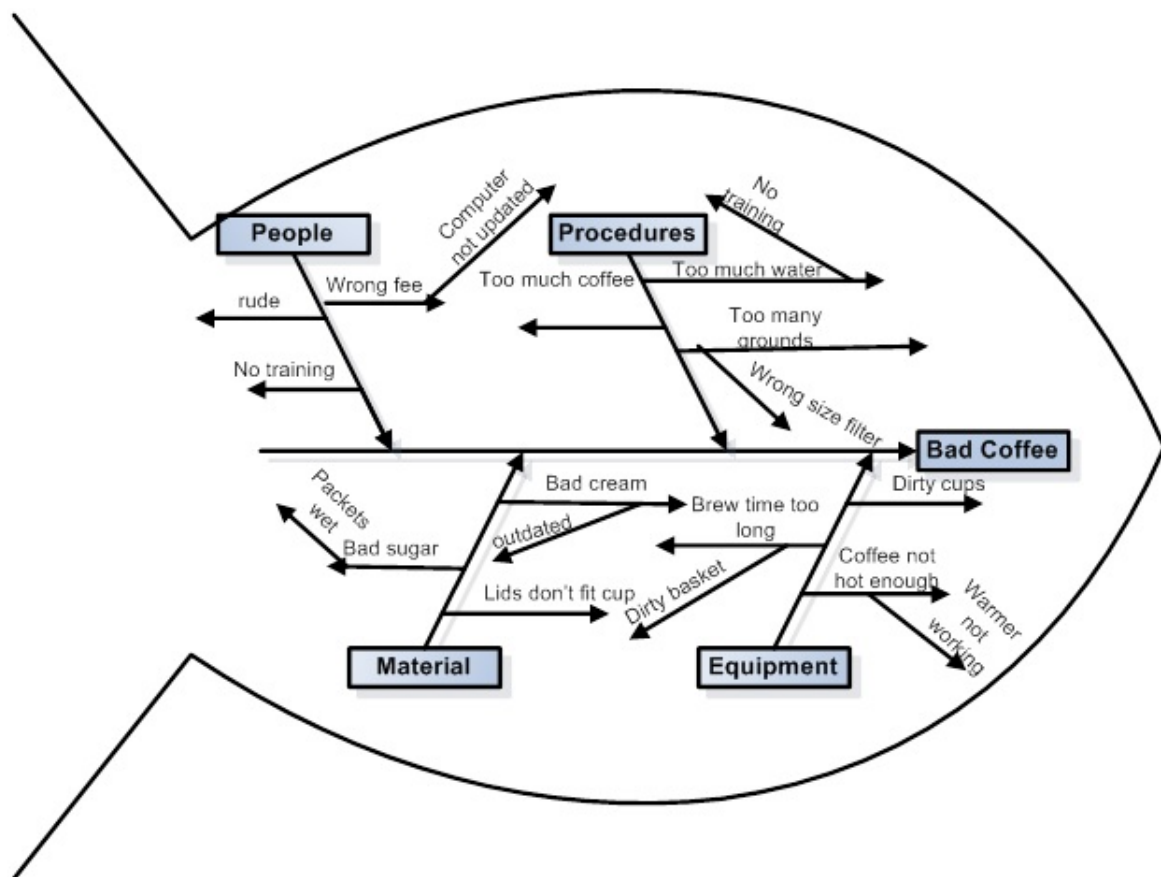 People
Computer
not updated
Wrong fee
rude
No training
Procedures
No
training
Too much coffee
Too much water
Too many
grounds
Wrong size filter
Bad Coffee
Packets
wet
Bad sugar
Bad cream
outdated
Lids don't fit cup
Material
Brew time too
long
Dirty basket
Dirty cups
Coffee not
hot enough
Warmer
not
working
Equipment